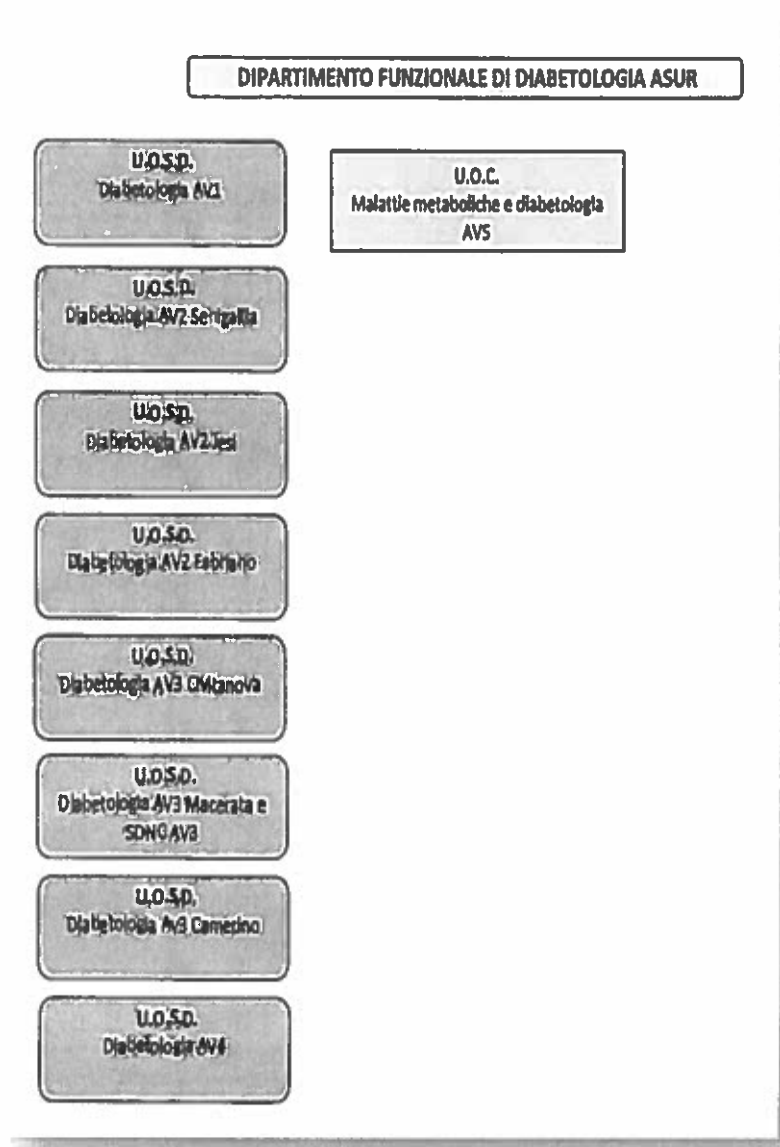 DIPARTIMENTO FUNZIONALE DI DIABETOLOGIA ASUR
U.O.S.D.
Diabetologia AV1
U.O.C.
Malattie metaboliche e diabetologia
AV5
U.O.S.D.
Diabetologia AV2 Senigallia
U.O.S.D.
Diabetologia AV2 Jesi
U.O.S.D.
Diabetologia AV2 Fabriano
U.O.S.D.
Diabetologia AV3 Civitanova
U.O.S.D.
Diabetologia AV3 Macerata e
SDNC AV3
U.O.S.D.
Diabetologia AV3 Camerino
U.O.S.D.
Diabetologia AV4